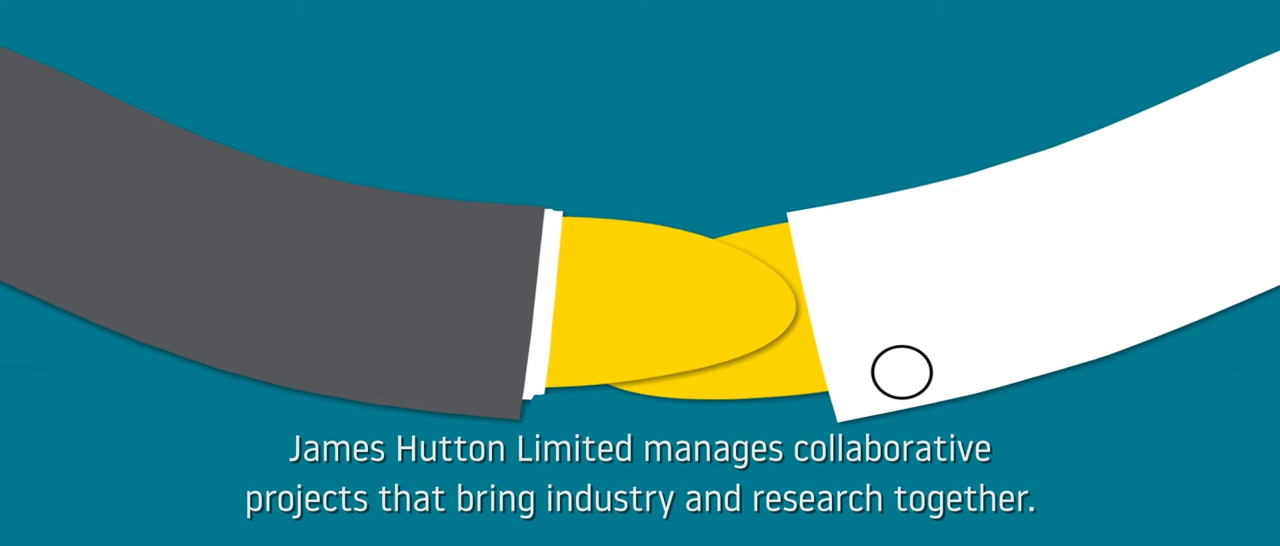 James Hutton Limited manages collaborative
projects that bring industry and research together.